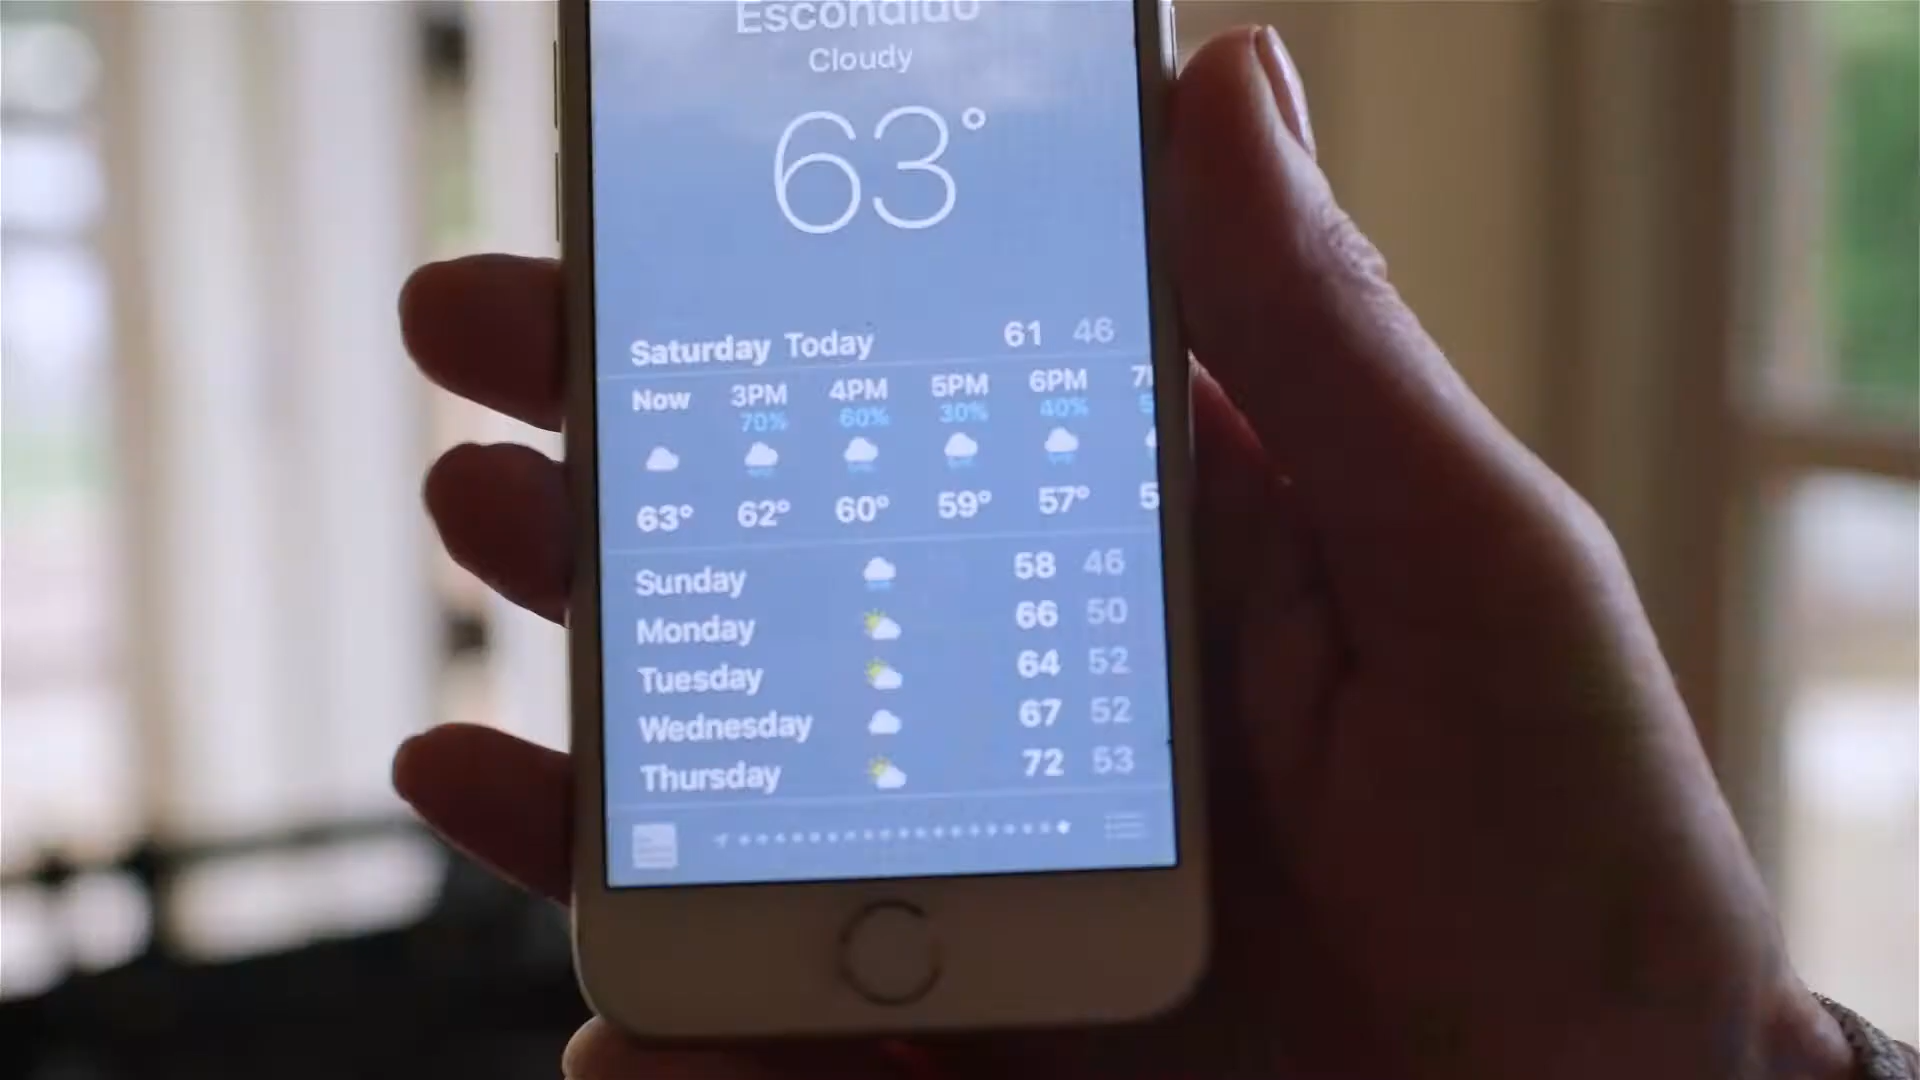 Escondido
Cloudy
63°
Saturday Today 61 46
Now 3PM 4PM 5PM 6PM
70% 60% 30% 40%
63° 62° 60° 59° 57°
Sunday 58 46
Monday 66 50
Tuesday 64 52
Wednesday 67 52
Thursday 72 53